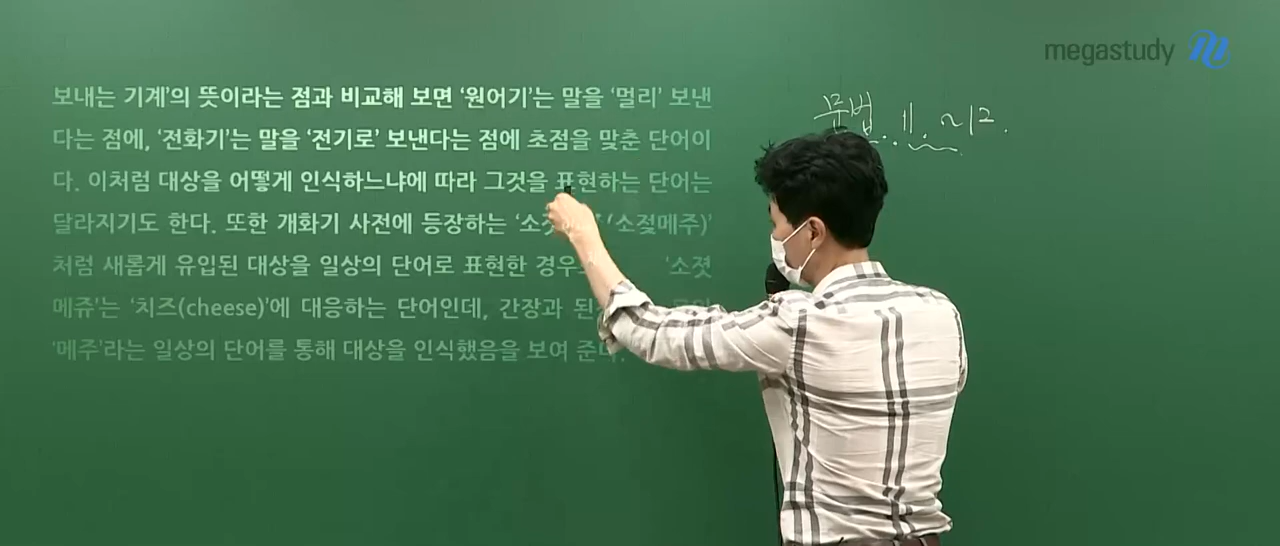 보내는 기계'의 뜻이라는 점과 비교해 보면 '원어기'는 말을 '멀리' 보낸
다는 점에, '전화기'는 말을 '전기로' 보낸다는 점에 초점을 맞춘 단어이
다. 이처럼 대상을 어떻게 인식하느냐에 따라 그것을 표현하는 단어는
달라지기도 한다. 또한 개화기 사전에 등장하는 '소졋 (소젖메주)'
처럼 새롭게 유입된 대상을 일상의 단어로 표현한 경우 '소졋
메쥬'는 '치즈(cheese)'에 대응하는 단어인데, 간장과
'메주'라는 일상의 단어를 통해 대상을 인식했음을 보여 준다.
megastudy
문법. 11. ~12.